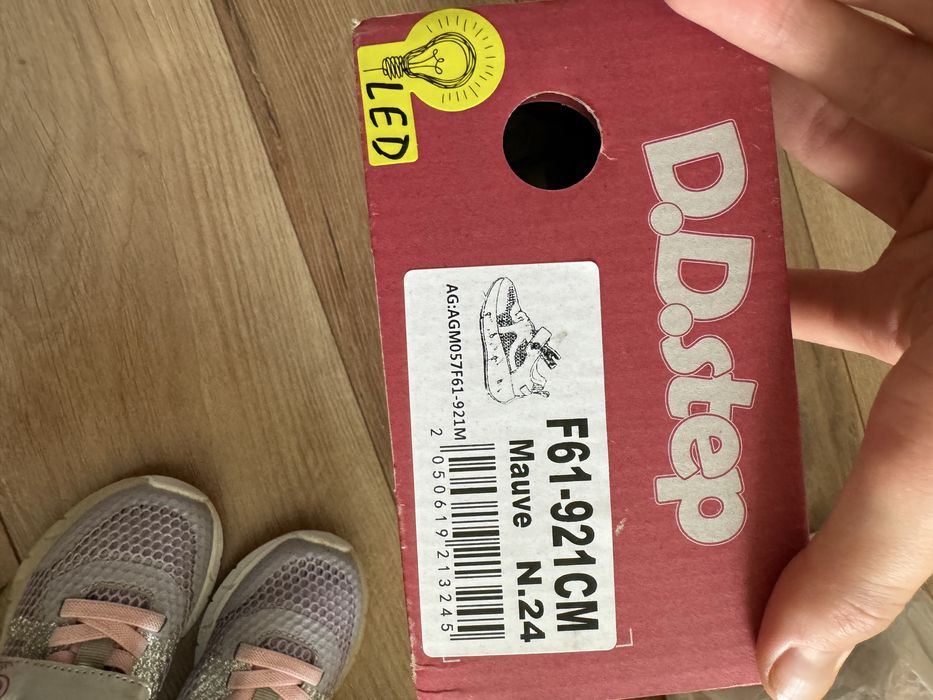 LED
D.D.step
F61-921CM
Mauve N.24
AG:AGM057F61-921M
2 050619 213245